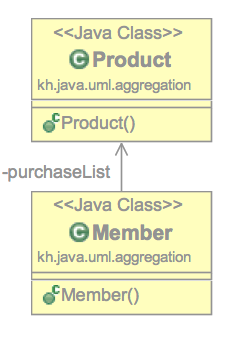 <<Java Class>>
C Product
kh.java.uml.aggregation
C Product()
-purchaseList
<<Java Class>>
C Member
kh.java.uml.aggregation
C Member()